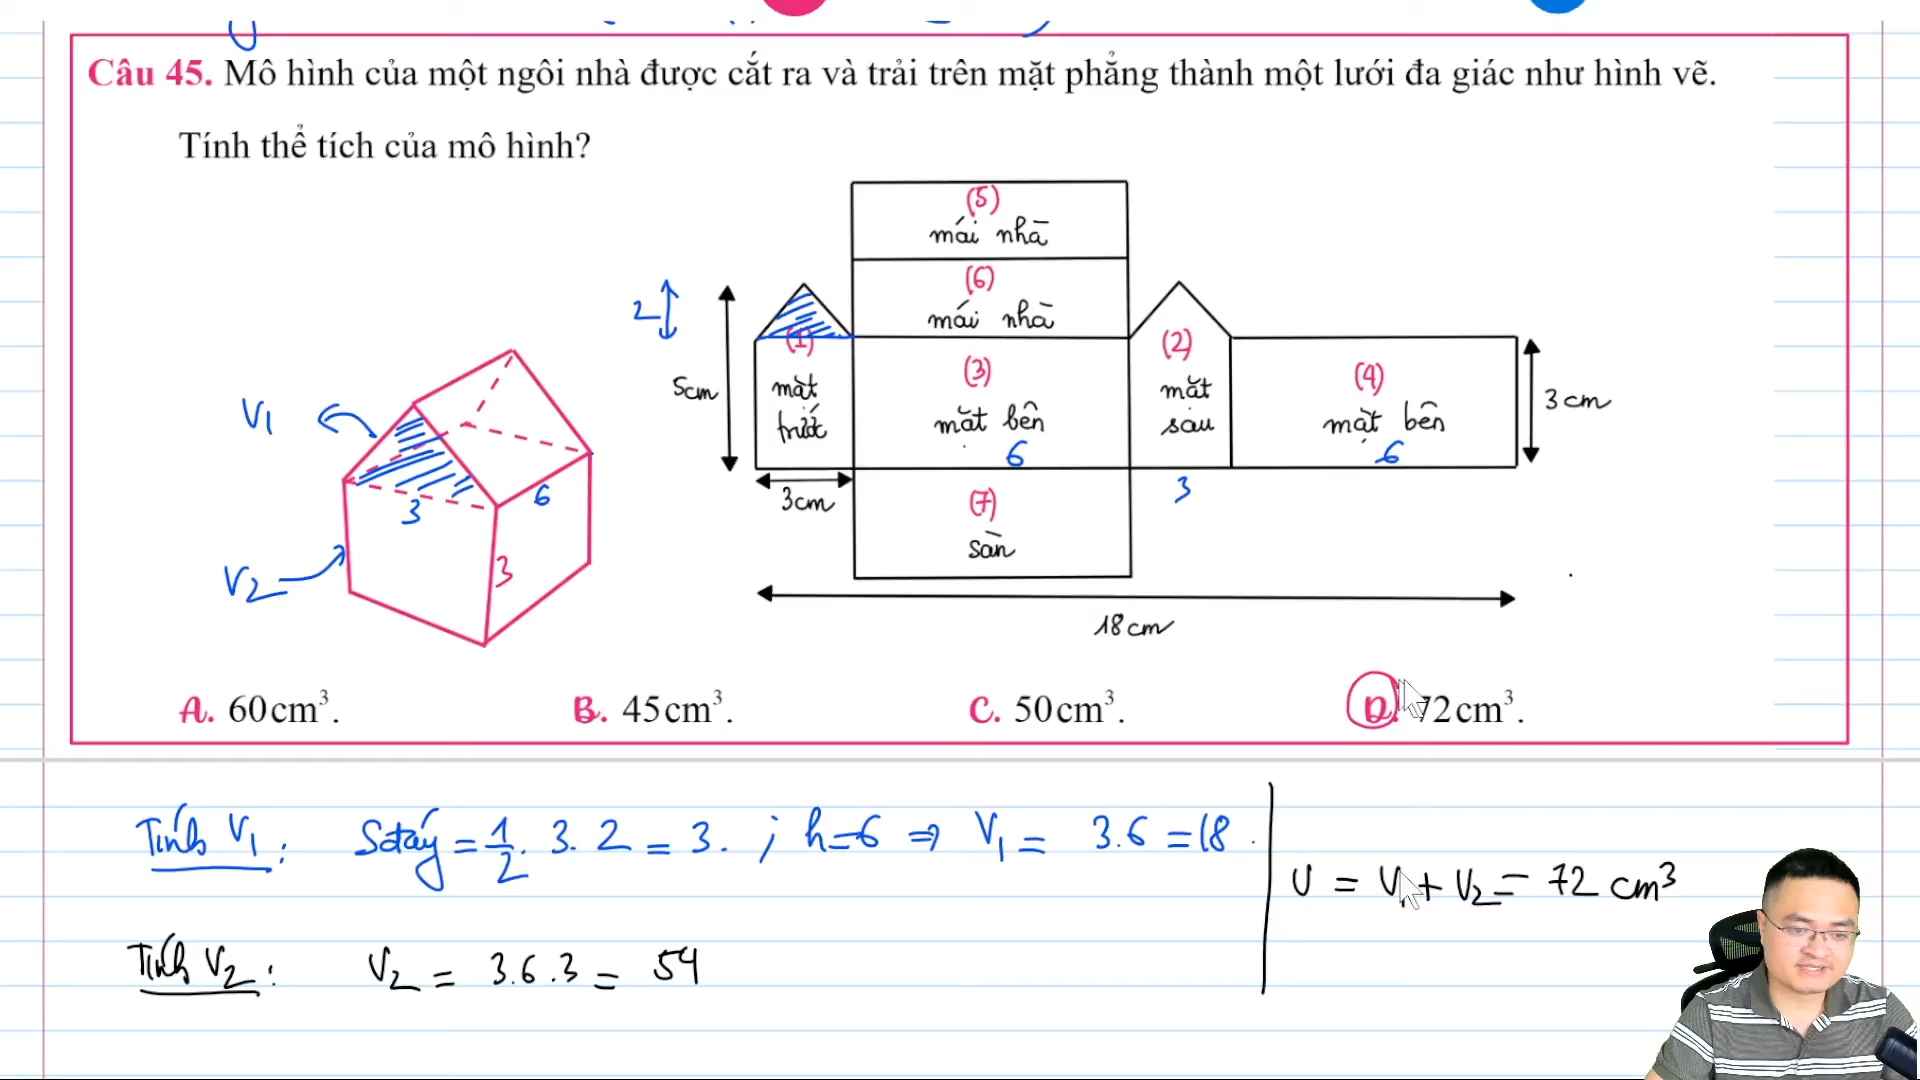 Câu 45. Mô hình của một ngôi nhà được cắt ra và trải trên mặt phẳng thành một lưới đa giác như hình vẽ.
Tính thể tích của mô hình?
(5)
mái nhà
(6)
mái nhà
2
(1)
mặt
trước
5cm
(3)
mặt bên
6
(2)
mặt
sau
(4)
mặt bên
6
3cm
3cm
3
(7)
sàn
18cm
V1
3
6
3
V2
A. 60cm³.
B. 45cm³.
C. 50cm³.
D. 72cm³.
Tính V1: Sđáy = 1/2 . 3. 2 = 3. ; h = 6 ⇒ V1 = 3.6 = 18.
V = V1 + V2 = 72 cm³
Tính V2: V2 = 3.6.3 = 54